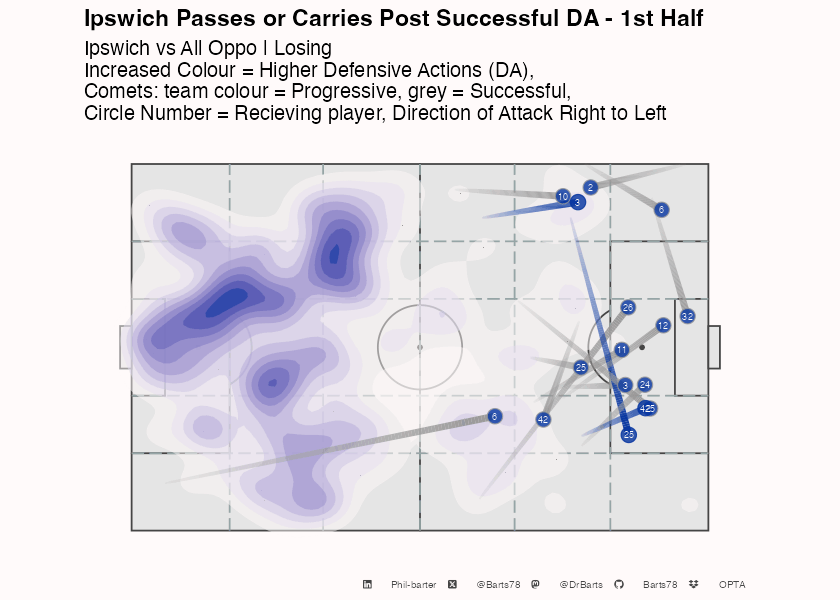 Ipswich Passes or Carries Post Successful DA - 1st Half
Ipswich vs All Oppo I Losing
Increased Colour = Higher Defensive Actions (DA),
Comets: team colour = Progressive, grey = Successful,
Circle Number = Recieving player, Direction of Attack Right to Left
2
10
3
6
26
32
12
11
25
3
24
42
6
42
25
Phil-barter @Barts78 @DrBarts Barts78 OPTA